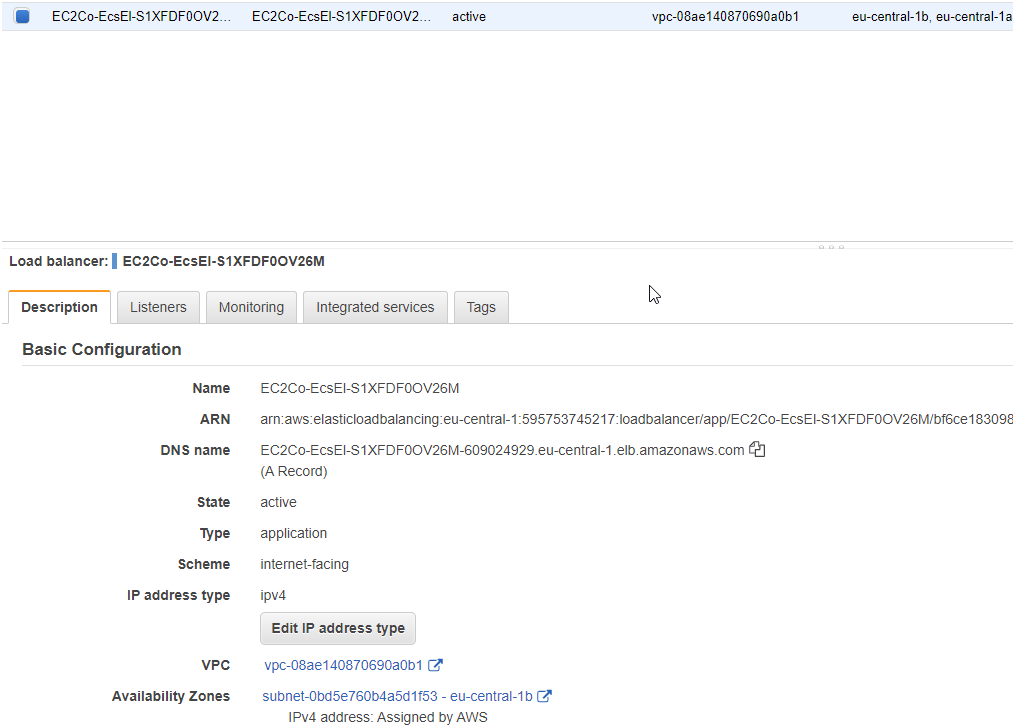 EC2Co-EcsEl-S1XFDF0OV2... EC2Co-EcsEl-S1XFDF0OV2... active vpc-08ae140870690a0b1 eu-central-1b, eu-central-1a
Load balancer: EC2Co-EcsEl-S1XFDF0OV26M
Description Listeners Monitoring Integrated services Tags
Basic Configuration
Name EC2Co-EcsEl-S1XFDF0OV26M
ARN arn:aws:elasticloadbalancing:eu-central-1:595753745217:loadbalancer/app/EC2Co-EcsEl-S1XFDF0OV26M/bf6ce183098
DNS name EC2Co-EcsEl-S1XFDF0OV26M-609024929.eu-central-1.elb.amazonaws.com
(A Record)
State active
Type application
Scheme internet-facing
IP address type ipv4
Edit IP address type
VPC vpc-08ae140870690a0b1
Availability Zones subnet-0bd5e760b4a5d1f53 - eu-central-1b
IPv4 address: Assigned by AWS